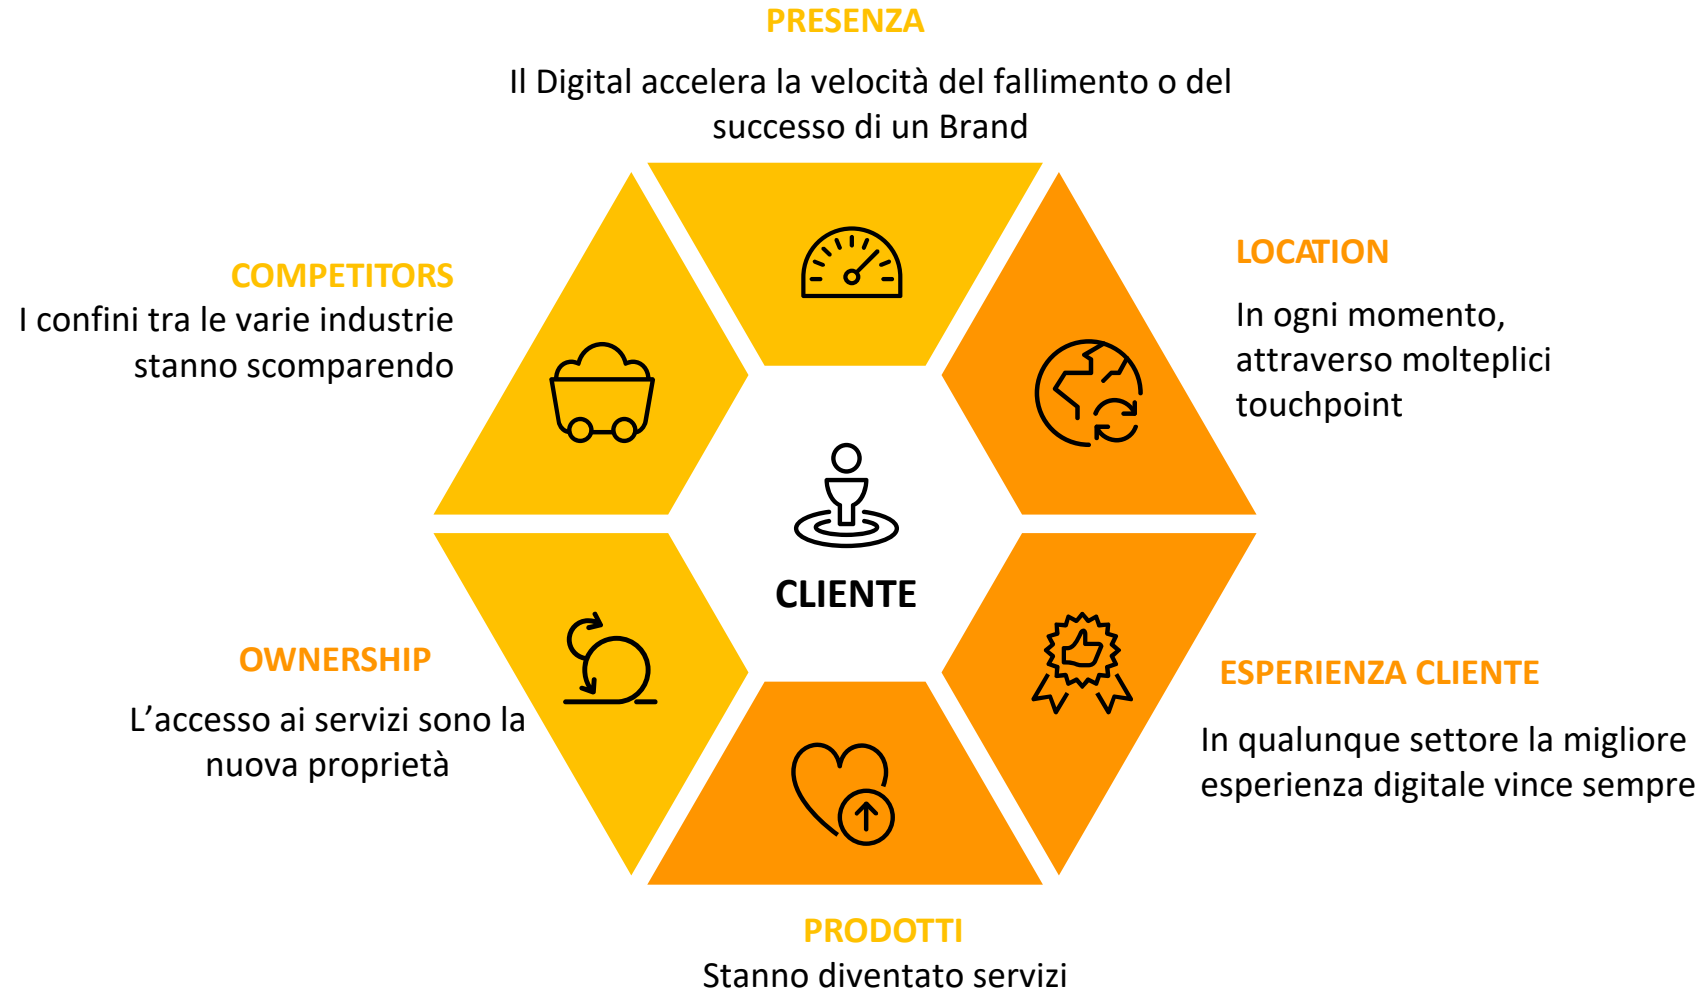 PRESENZA
Il Digital accelera la velocità del fallimento o del
successo di un Brand
COMPETITORS
I confini tra le varie industrie
stanno scomparendo
LOCATION
In ogni momento,
attraverso molteplici
touchpoint
CLIENTE
OWNERSHIP
L’accesso ai servizi sono la
nuova proprietà
ESPERIENZA CLIENTE
In qualunque settore la migliore
esperienza digitale vince sempre
PRODOTTI
Stanno diventato servizi